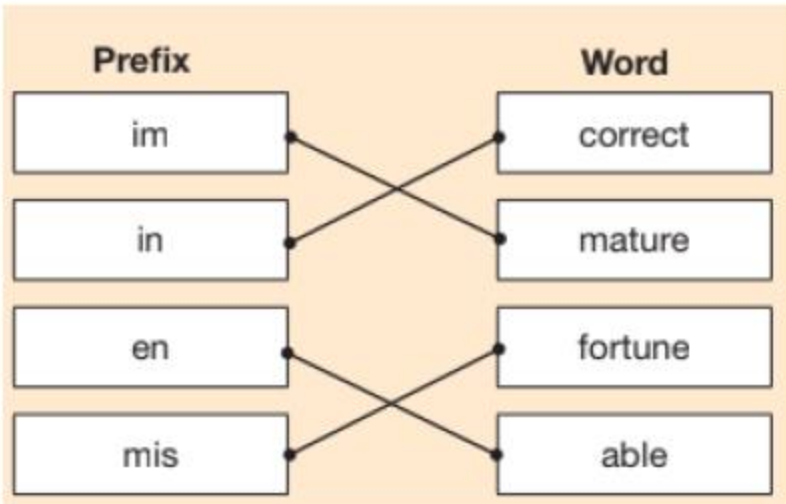 Prefix Word
im correct
in mature
en fortune
mis able